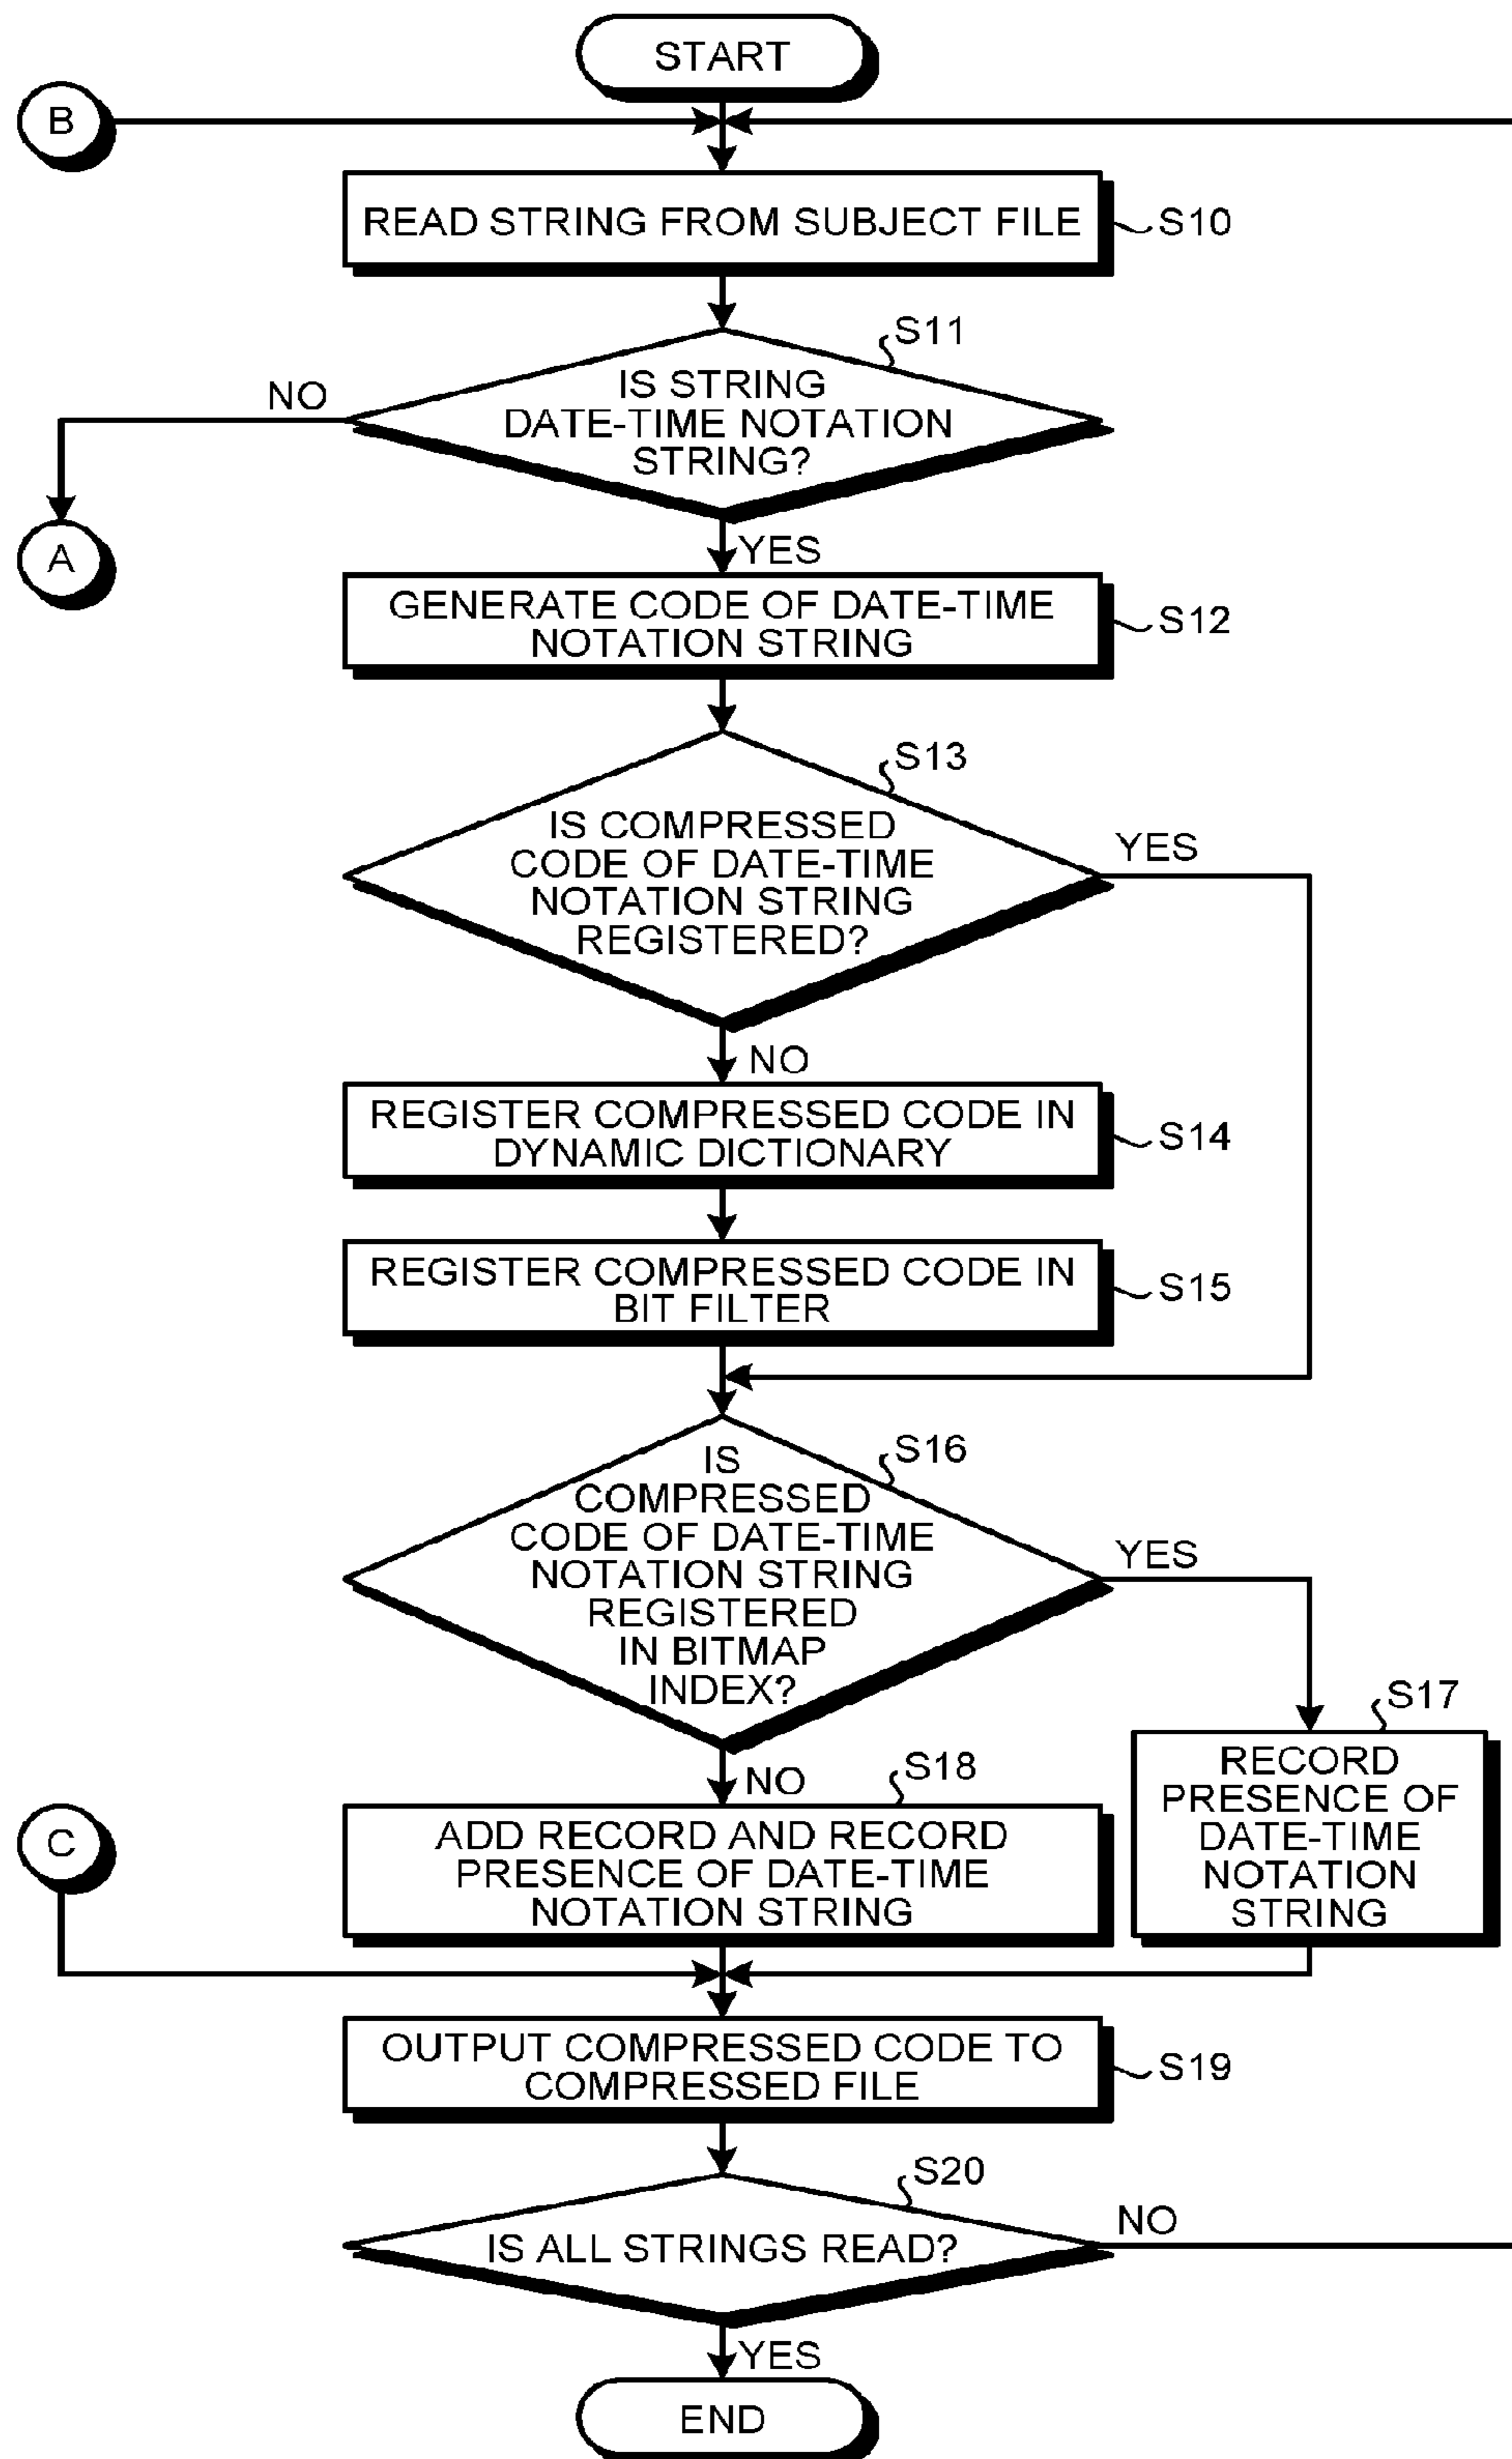 START
B
READ STRING FROM SUBJECT FILE
S10
S11
IS STRING
DATE-TIME NOTATION
STRING?
NO
A
YES
GENERATE CODE OF DATE-TIME
NOTATION STRING
S12
S13
IS COMPRESSED
CODE OF DATE-TIME
NOTATION STRING
REGISTERED?
YES
NO
REGISTER COMPRESSED CODE IN
DYNAMIC DICTIONARY
S14
REGISTER COMPRESSED CODE IN
BIT FILTER
S15
S16
IS
COMPRESSED
CODE OF DATE-TIME
NOTATION STRING
REGISTERED
IN BITMAP
INDEX?
YES
S17
RECORD
PRESENCE OF
DATE-TIME
NOTATION
STRING
NO
S18
ADD RECORD AND RECORD
PRESENCE OF DATE-TIME
NOTATION STRING
C
OUTPUT COMPRESSED CODE TO
COMPRESSED FILE
S19
S20
IS ALL STRINGS READ?
NO
YES
END